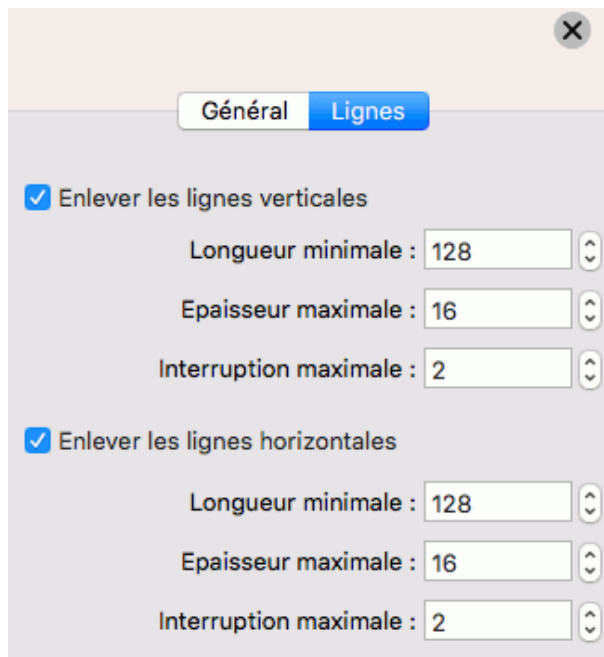 Général Lignes
Enlever les lignes verticales
Longueur minimale : 128
Epaisseur maximale : 16
Interruption maximale : 2
Enlever les lignes horizontales
Longueur minimale : 128
Epaisseur maximale : 16
Interruption maximale : 2